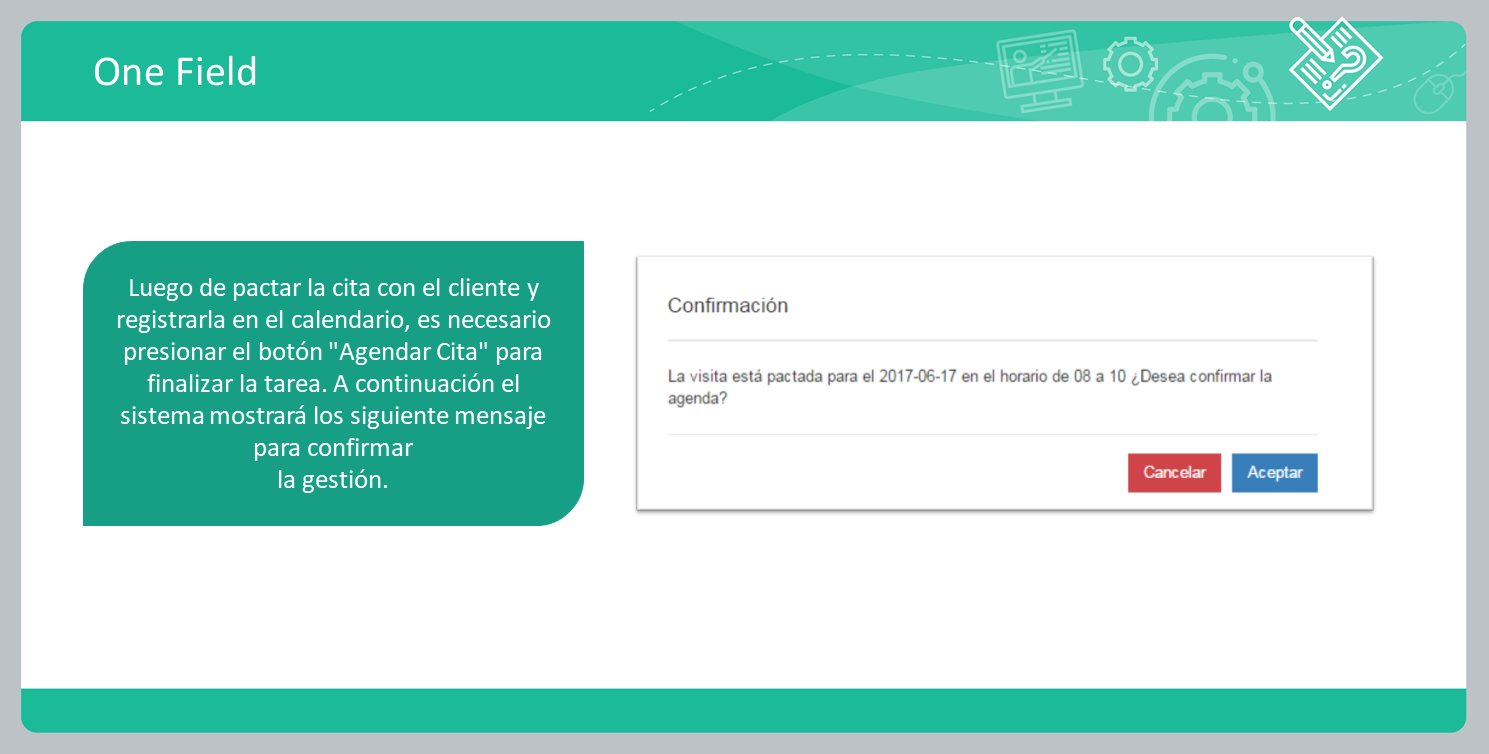 One Field
Luego de pactar la cita con el cliente y
registrarla en el calendario, es necesario
presionar el botón "Agendar Cita" para
finalizar la tarea. A continuación el
sistema mostrará los siguiente mensaje
para confirmar
la gestión.
Confirmación
La visita está pactada para el 2017-06-17 en el horario de 08 a 10 ¿Desea confirmar la
agenda?
Cancelar Aceptar